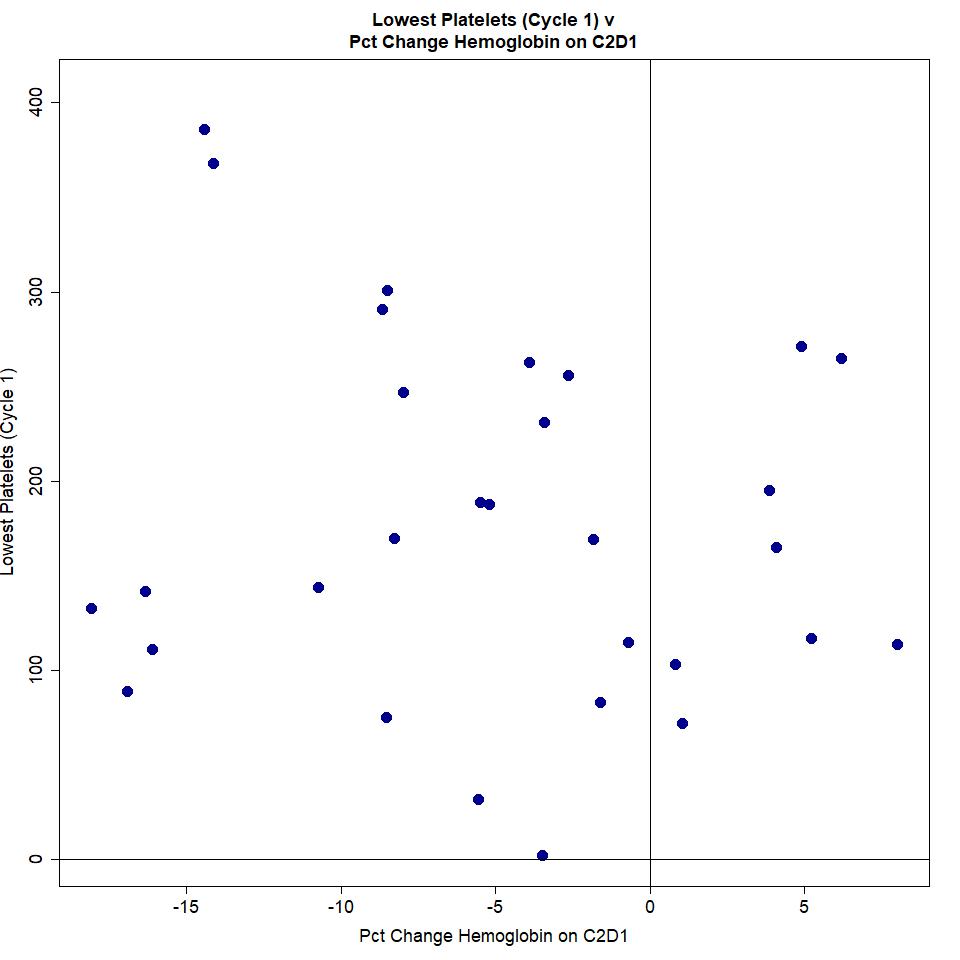 Lowest Platelets (Cycle 1) v
Pct Change Hemoglobin on C2D1
Lowest Platelets (Cycle 1)
400
300
200
100
0
-15
-10
-5
0
5
Pct Change Hemoglobin on C2D1